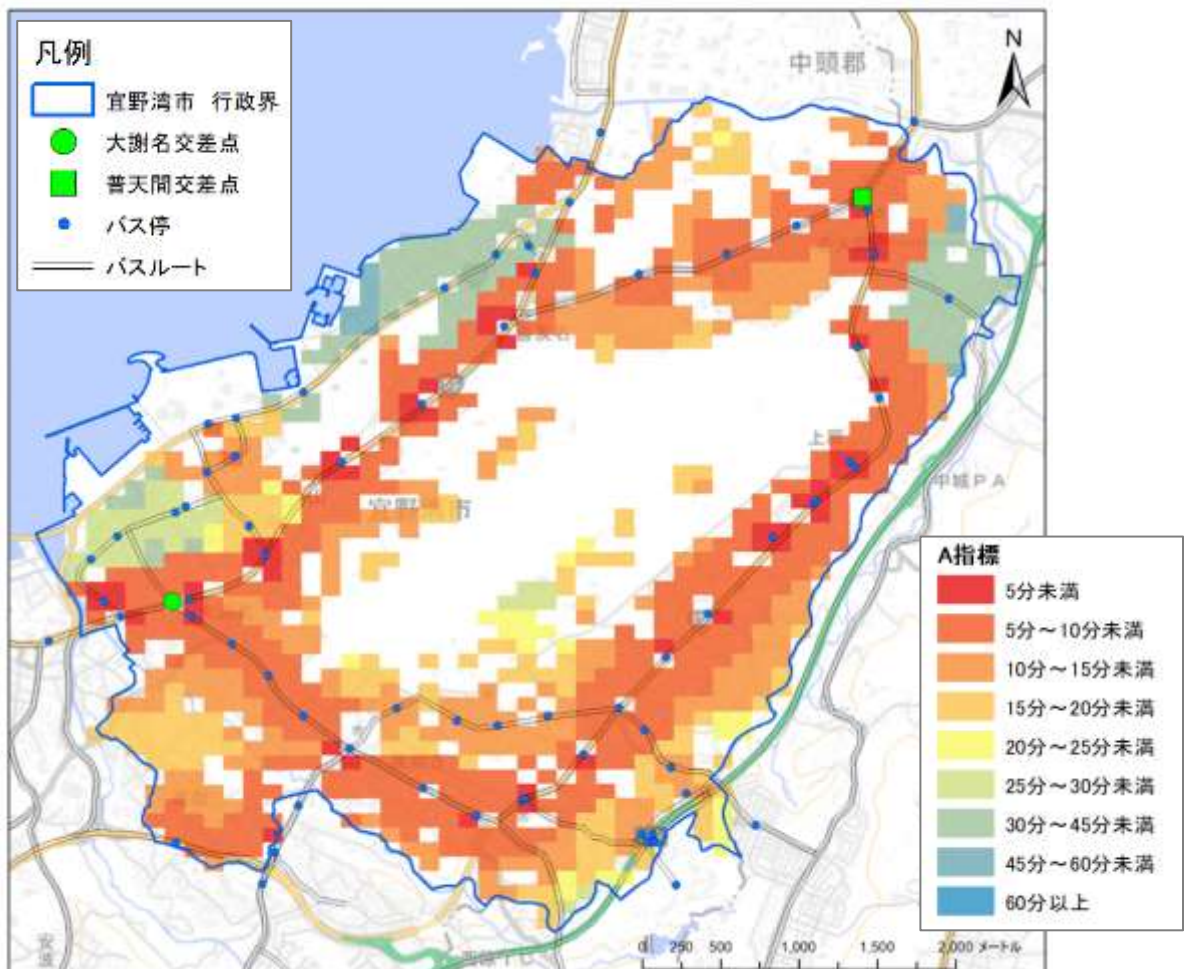 凡例
宜野湾市 行政界
大謝名交差点
普天間交差点
バス停
バスルート
中頭郡
N
上原
中城PA
市
A指標
5分未満
5分～10分未満
10分～15分未満
15分～20分未満
20分～25分未満
25分～30分未満
30分～45分未満
45分～60分未満
60分以上
0 250 500 1,000 1,500 2,000 メートル